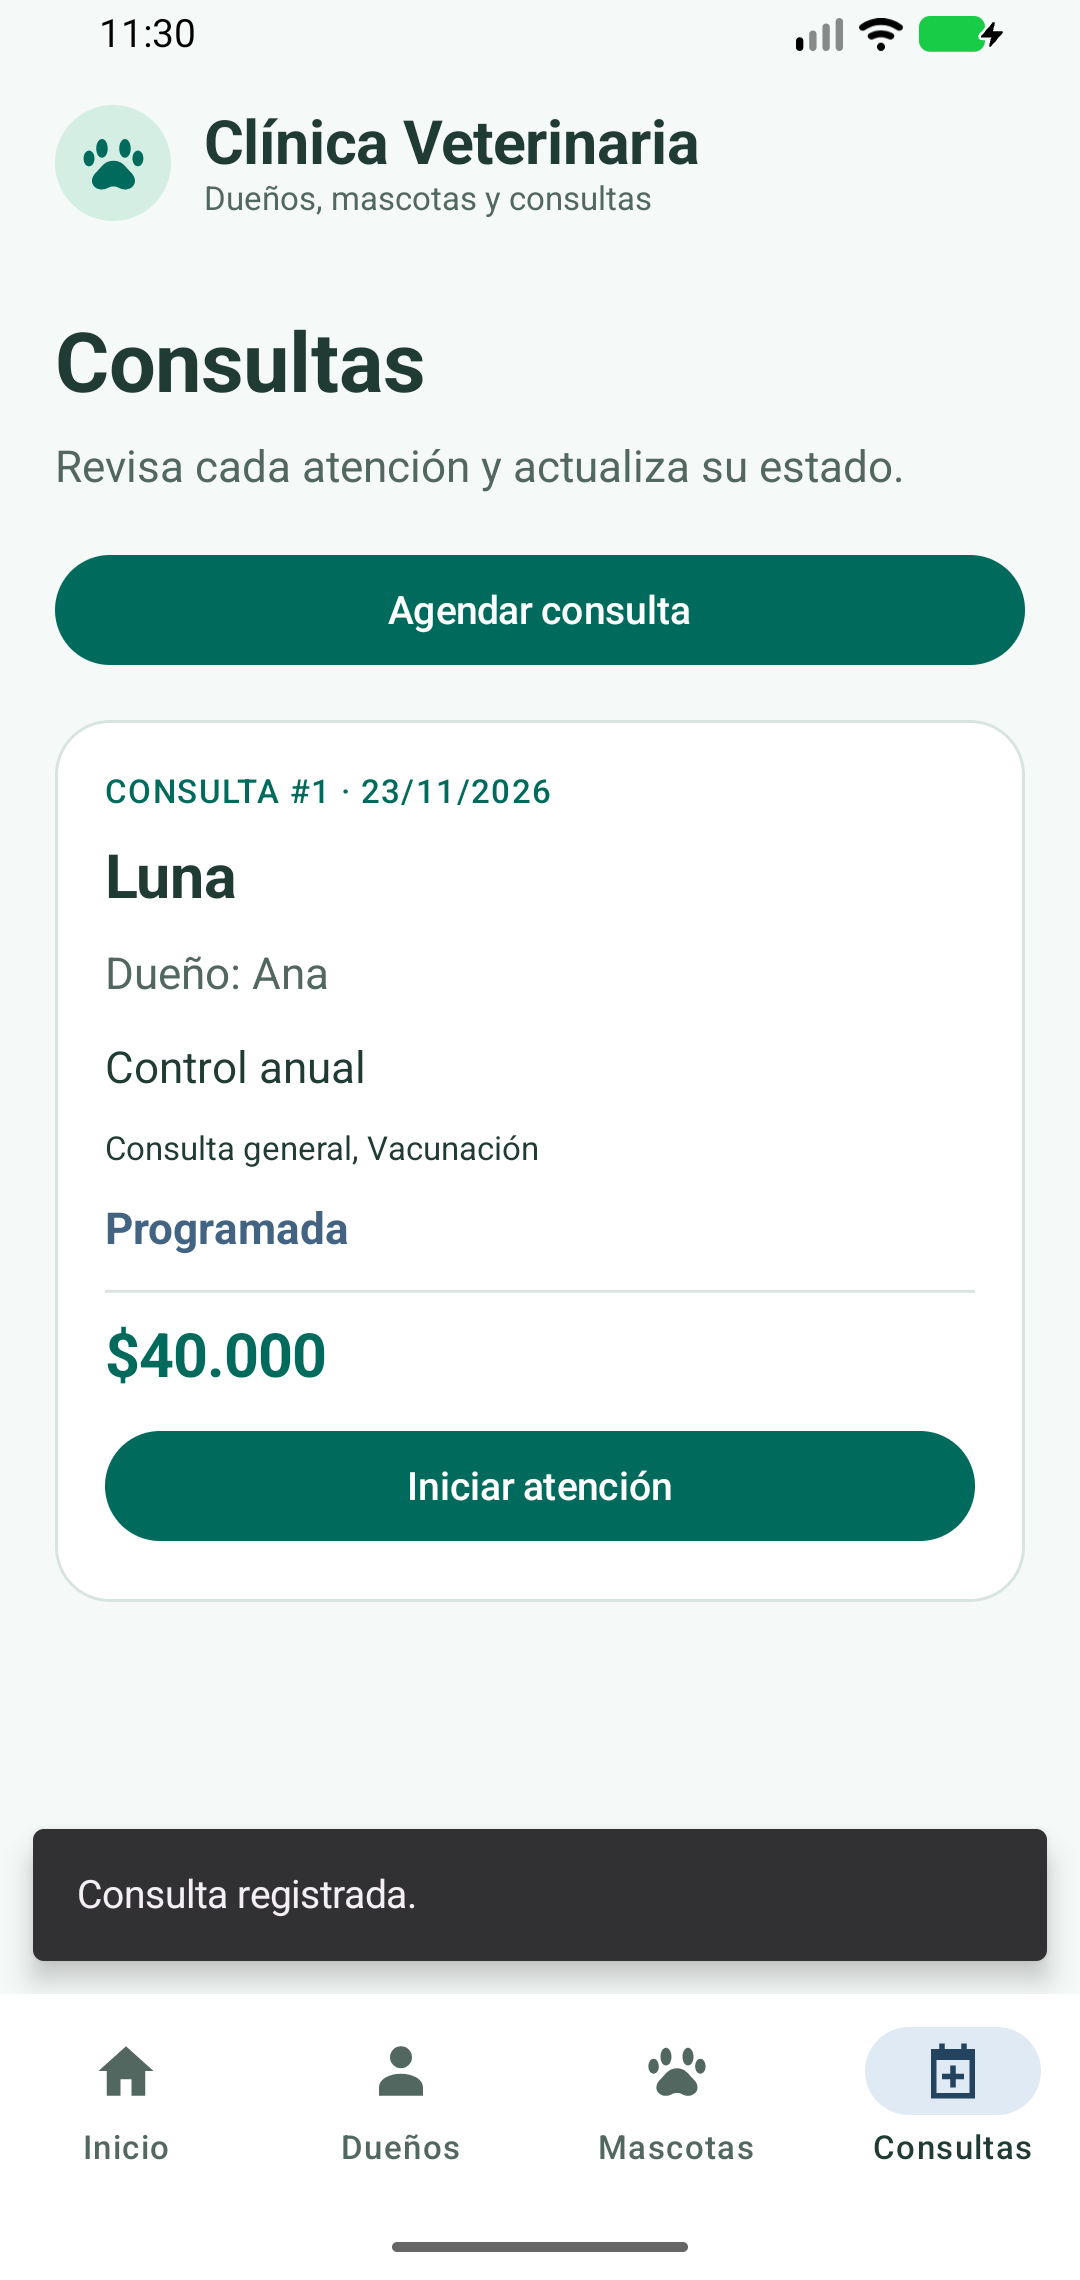 11:30
Clínica Veterinaria
Dueños, mascotas y consultas
Consultas
Revisa cada atención y actualiza su estado.
Agendar consulta
CONSULTA #1 · 23/11/2026
Luna
Dueño: Ana
Control anual
Consulta general, Vacunación
Programada
$40.000
Iniciar atención
Consulta registrada.
Inicio
Dueños
Mascotas
Consultas